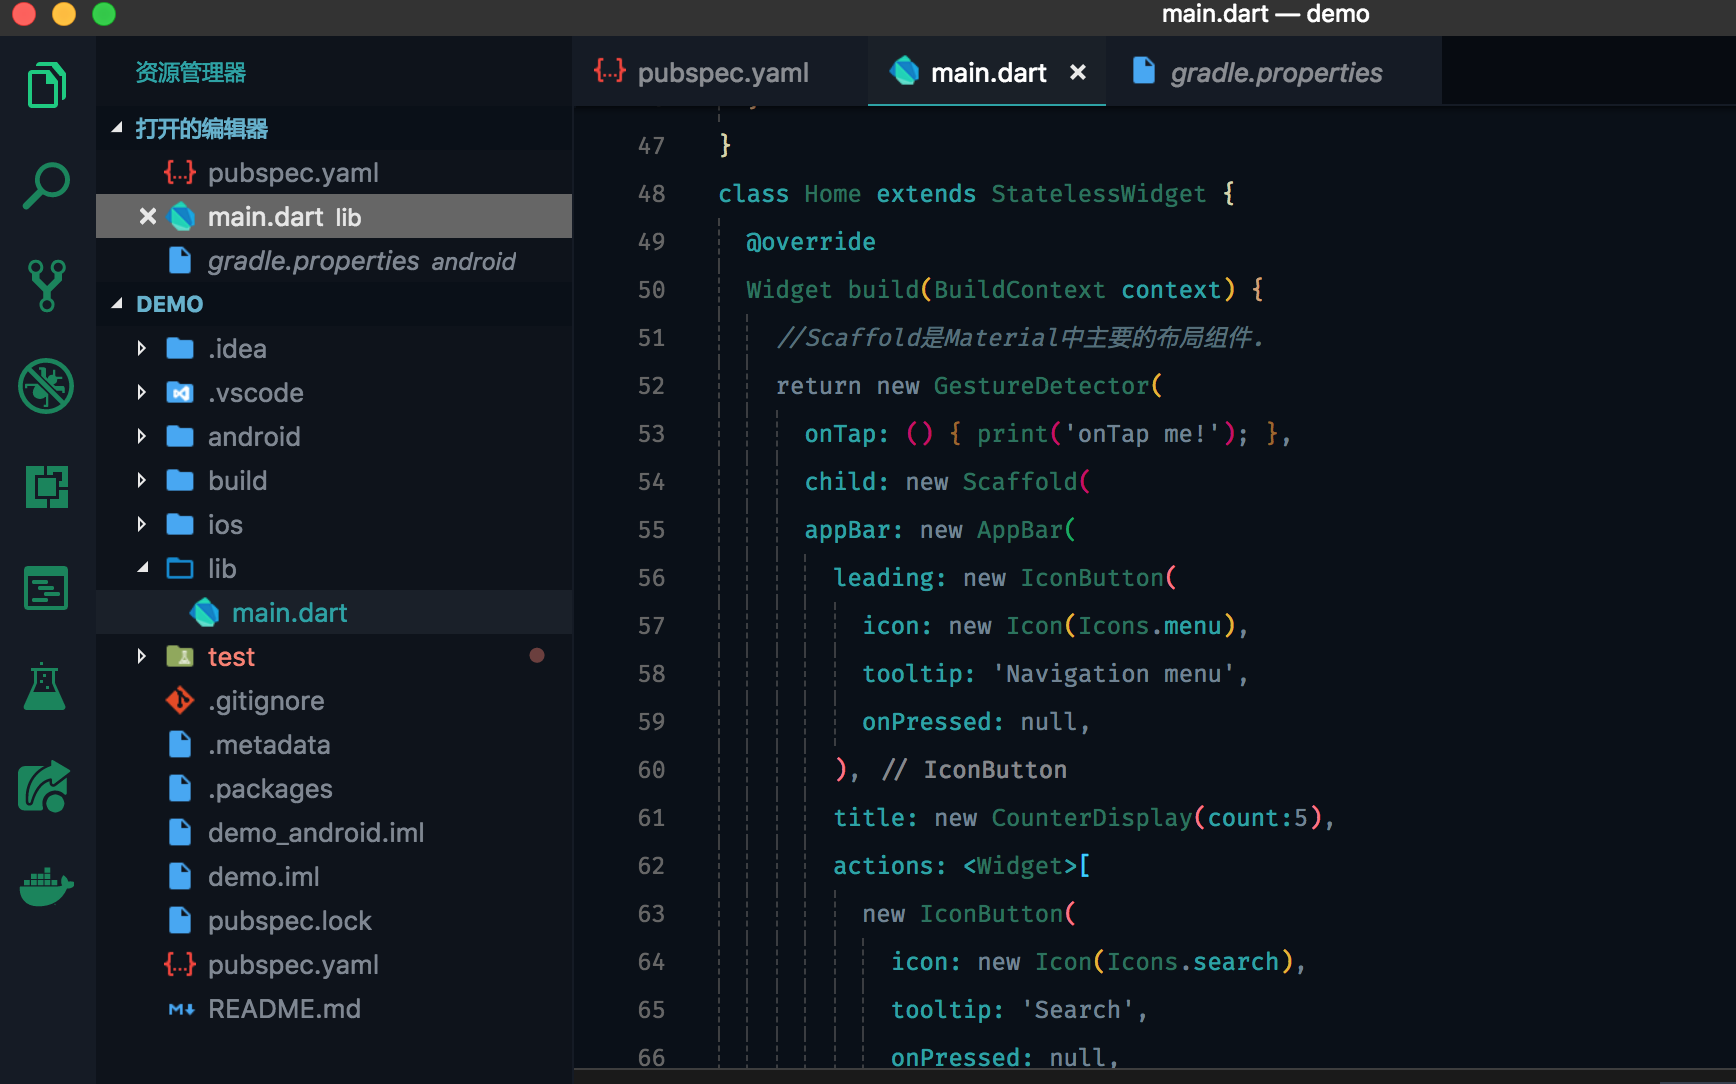 main.dart — demo
资源管理器
打开的编辑器
{...} pubspec.yaml
× main.dart lib
gradle.properties android
DEMO
.idea
.vscode
android
build
ios
lib
main.dart
test
.gitignore
.metadata
.packages
demo_android.iml
demo.iml
pubspec.lock
{...} pubspec.yaml
M↓ README.md
{...} pubspec.yaml
main.dart ×
gradle.properties
47 }
48 class Home extends StatelessWidget {
49 @override
50 Widget build(BuildContext context) {
51 //Scaffold是Material中主要的布局组件.
52 return new GestureDetector(
53 onTap: () { print('onTap me!'); },
54 child: new Scaffold(
55 appBar: new AppBar(
56 leading: new IconButton(
57 icon: new Icon(Icons.menu),
58 tooltip: 'Navigation menu',
59 onPressed: null,
60 ), // IconButton
61 title: new CounterDisplay(count:5),
62 actions: <Widget>[
63 new IconButton(
64 icon: new Icon(Icons.search),
65 tooltip: 'Search',
66 onPressed: null,